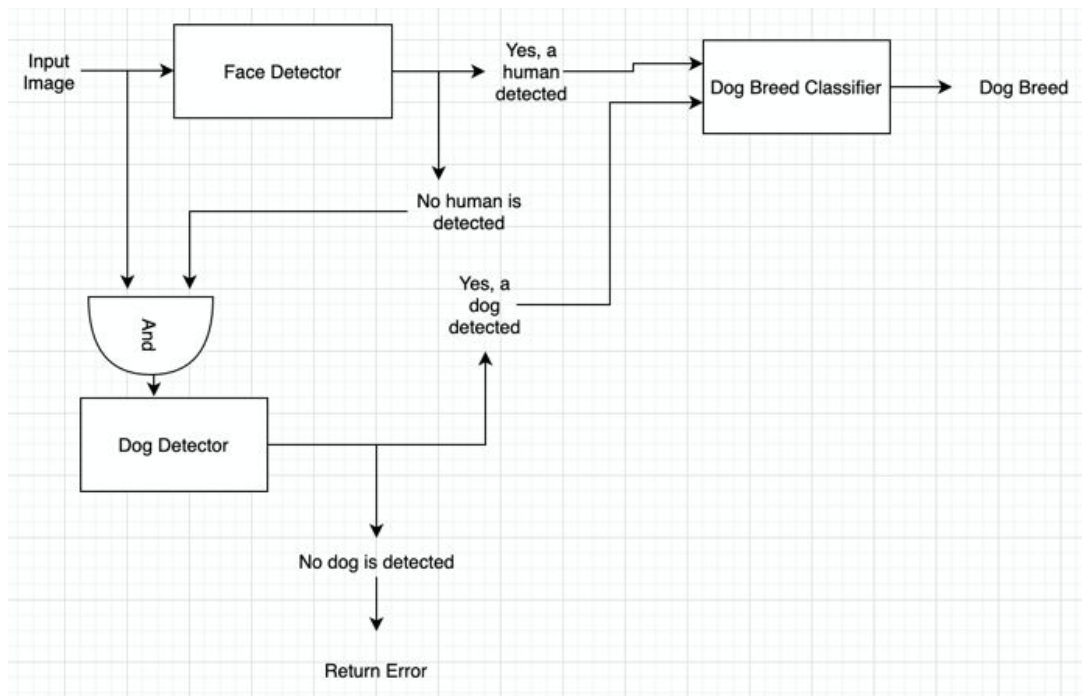 Input
Image
Face Detector
Yes, a
human
detected
Dog Breed Classifier
Dog Breed
No human is
detected
Yes, a
dog
detected
And
Dog Detector
No dog is detected
Return Error